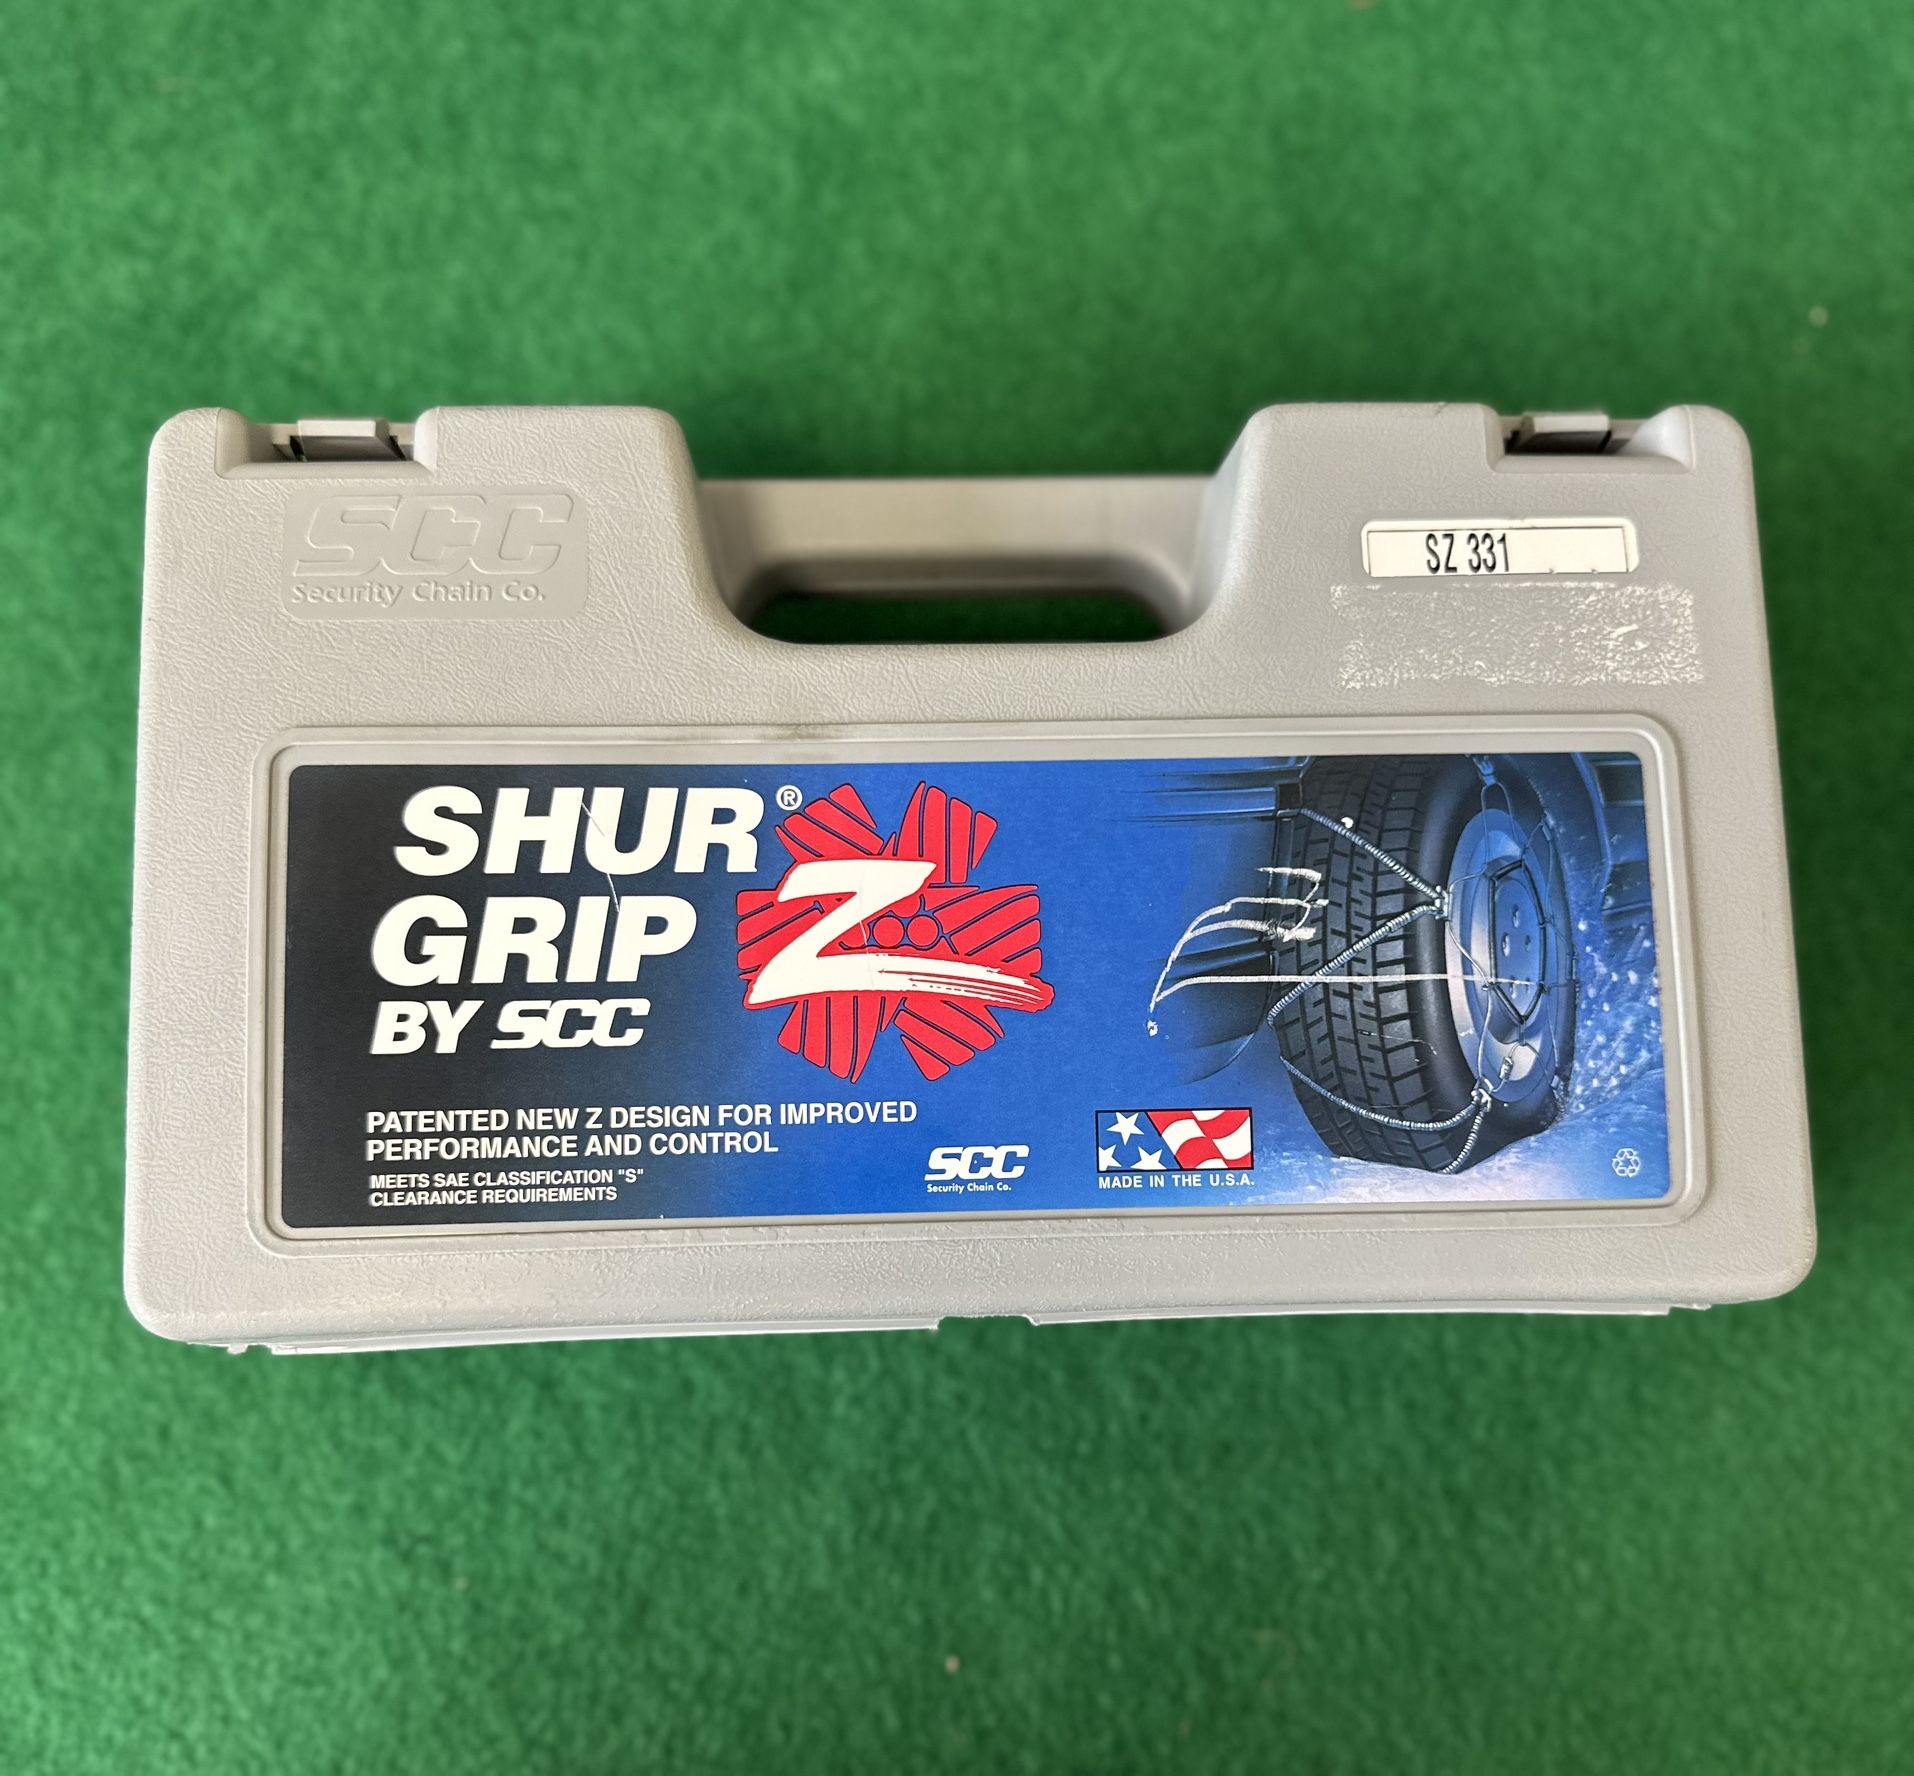 SCC
Security Chain Co.
SZ 331
SHUR®
GRIP Z
BY SCC
PATENTED NEW Z DESIGN FOR IMPROVED
PERFORMANCE AND CONTROL
MEETS SAE CLASSIFICATION "S"
CLEARANCE REQUIREMENTS
SCC
Security Chain Co.
MADE IN THE U.S.A.